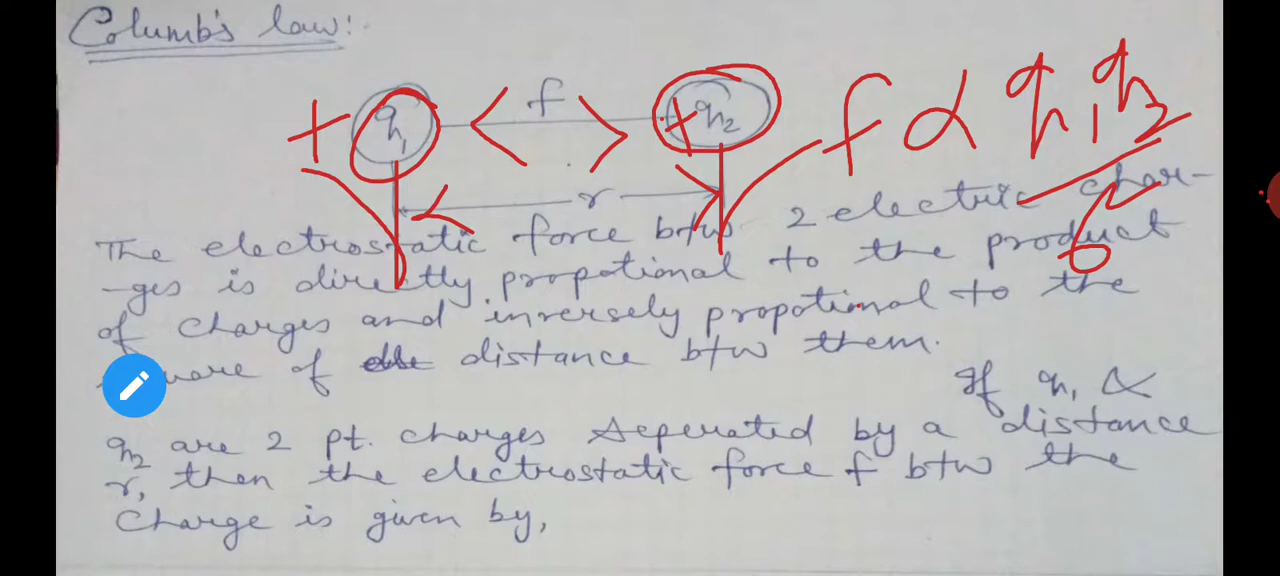 Columb's law:-
+ q1 < f > + q2 f ∝ q1 q2
r
The electrostatic force btw 2 electric char-
-ges is directly propotional to the product
of charges and inversely propotional to the
of distance btw them.
If q1 &
q2 are 2 pt. charges seperated by a distance
r, then the electrostatic force f btw the
charge is given by,